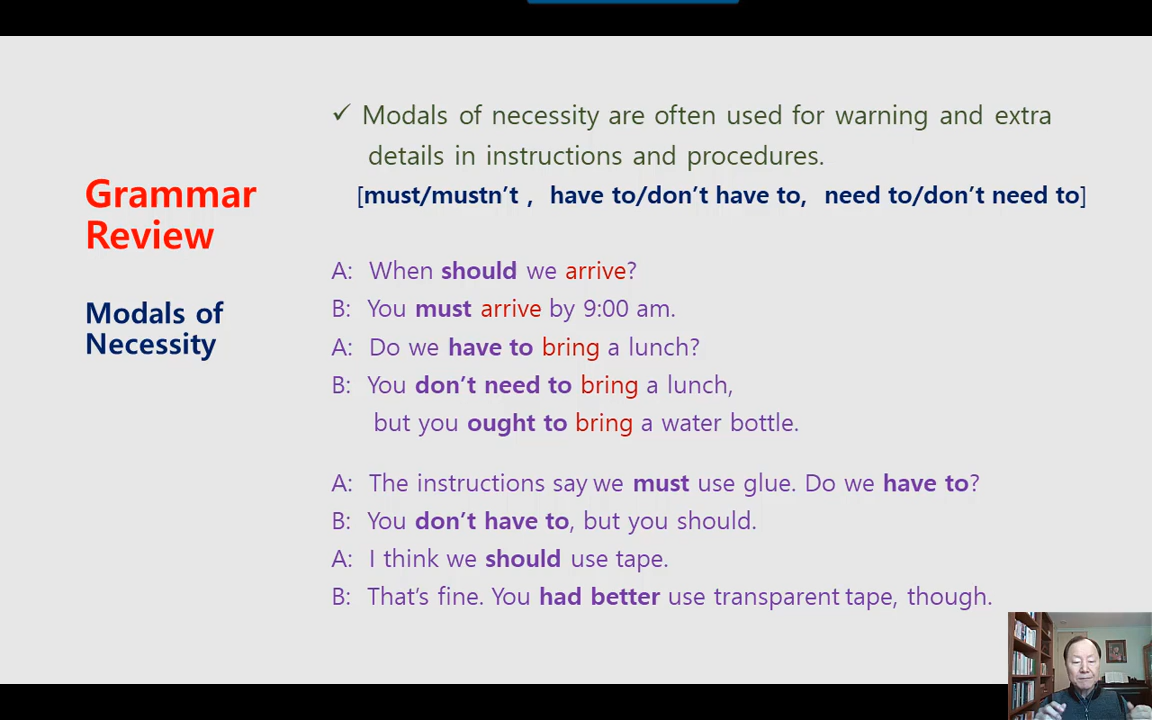 Grammar
Review
Modals of
Necessity
✓ Modals of necessity are often used for warning and extra
details in instructions and procedures.
[must/mustn't , have to/don't have to, need to/don't need to]
A: When should we arrive?
B: You must arrive by 9:00 am.
A: Do we have to bring a lunch?
B: You don't need to bring a lunch,
but you ought to bring a water bottle.
A: The instructions say we must use glue. Do we have to?
B: You don't have to, but you should.
A: I think we should use tape.
B: That's fine. You had better use transparent tape, though.